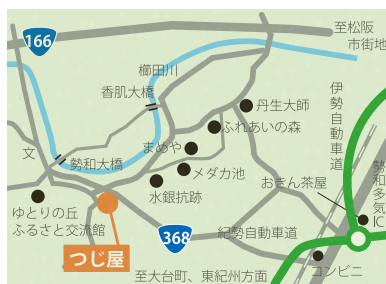 166
至松阪
市街地
櫛田川
香肌大橋
丹生大師
ふれあいの森
伊勢自動車道
まめや
文
勢和大橋
メダカ池
勢和多気IC
水銀抗跡
おきん茶屋
ゆとりの丘
ふるさと交流館
つじ屋
368
紀勢自動車道
至大台町、東紀州方面
コンビニ